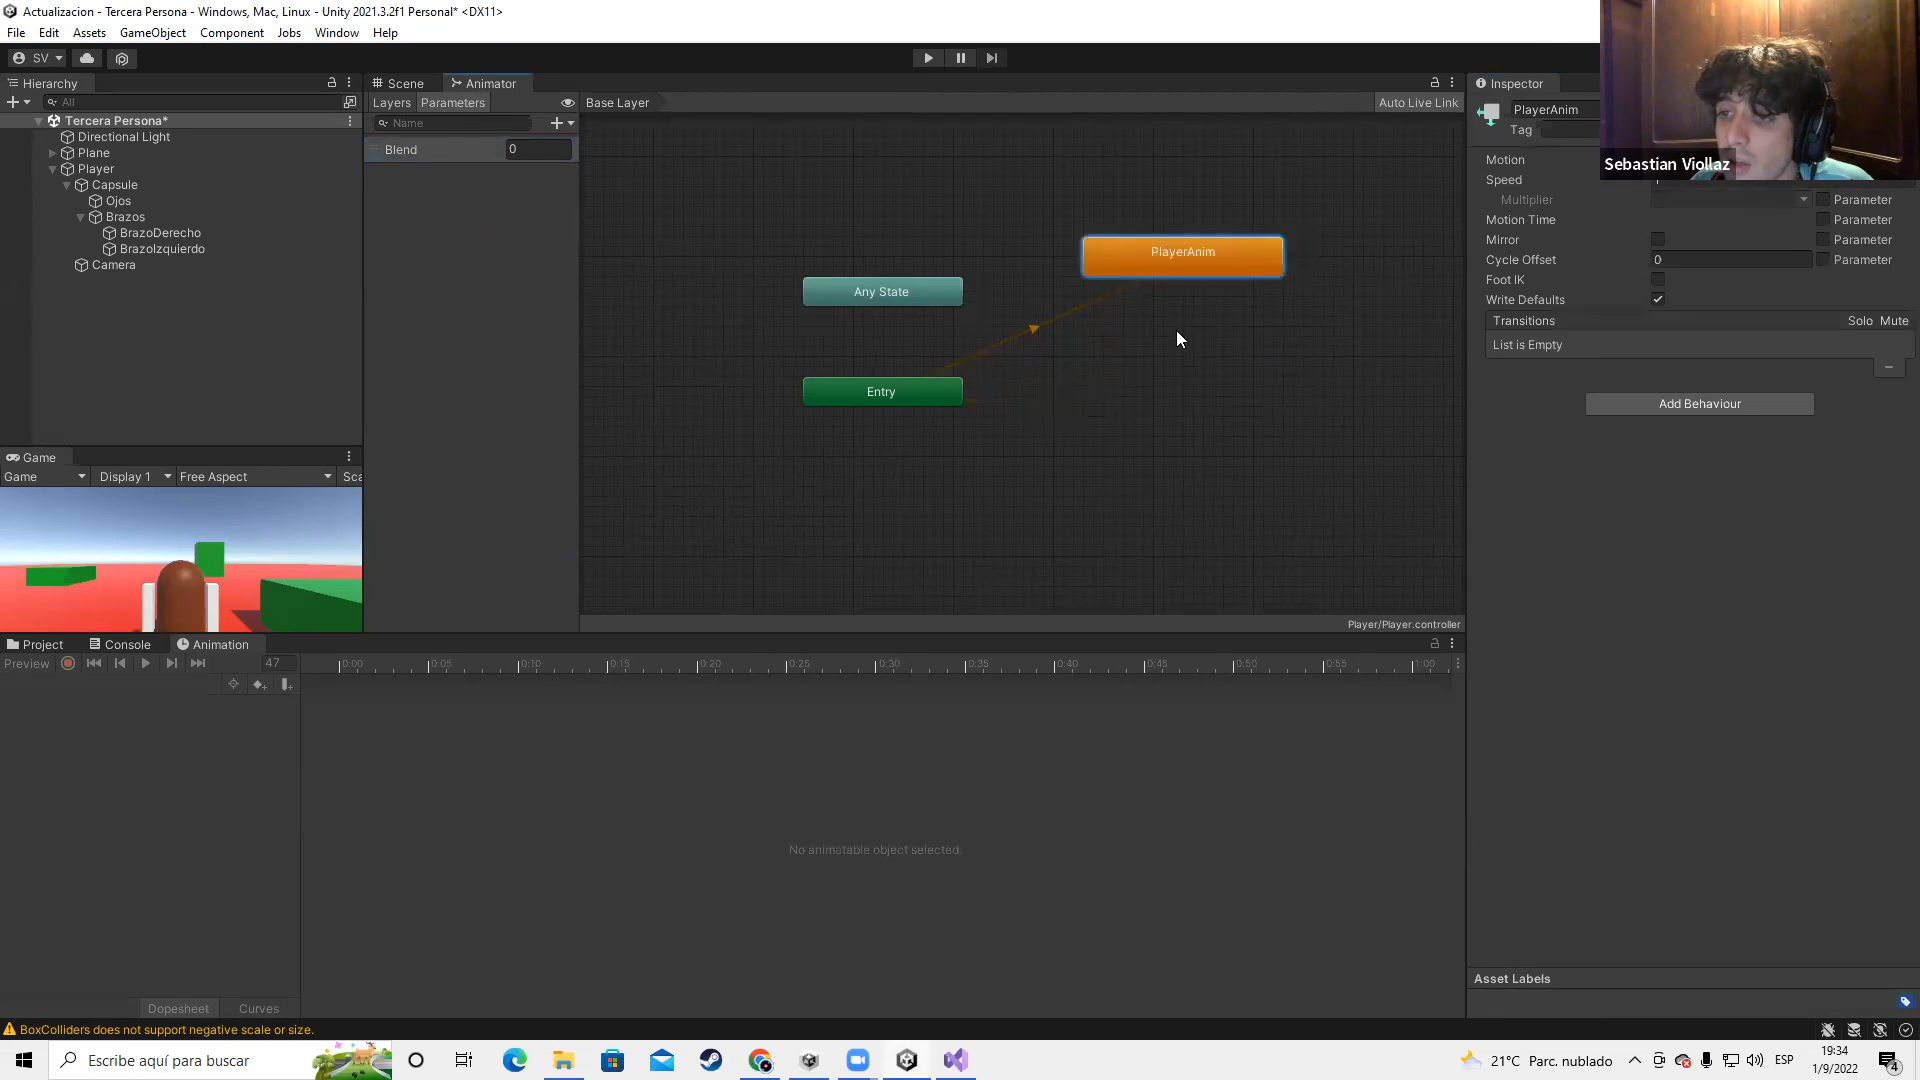 Actualizacion - Tercera Persona - Windows, Mac, Linux - Unity 2021.3.2f1 Personal* <DX11>
File Edit Assets GameObject Component Jobs Window Help
SV
Hierarchy
All
Tercera Persona*
Directional Light
Plane
Player
Capsule
Ojos
Brazos
BrazoDerecho
BrazoIzquierdo
Camera
Game
Game Display 1 Free Aspect Sca
Scene Animator
Layers Parameters
Name
Blend 0
Base Layer Auto Live Link
PlayerAnim
Any State
Entry
Player/Player.controller
Inspector
PlayerAnim
Tag
Sebastian Viollaz
Motion
Speed
Multiplier Parameter
Motion Time Parameter
Mirror Parameter
Cycle Offset 0 Parameter
Foot IK
Write Defaults
Transitions Solo Mute
List is Empty
Add Behaviour
Asset Labels
Project Console Animation
Preview 47 0:00 0:05 0:10 0:15 0:20 0:25 0:30 0:35 0:40 0:45 0:50 0:55 1:00
No animatable object selected.
Dopesheet Curves
BoxColliders does not support negative scale or size.
Escribe aquí para buscar
21°C Parc. nublado ESP
19:34
1/9/2022
4